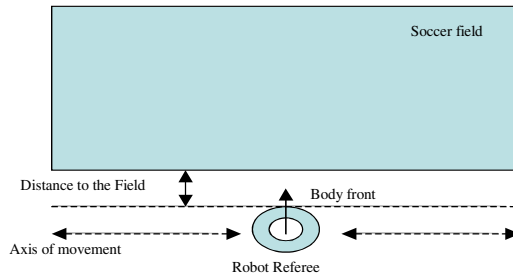 Soccer field
Distance to the Field
Body front
Axis of movement
Robot Referee